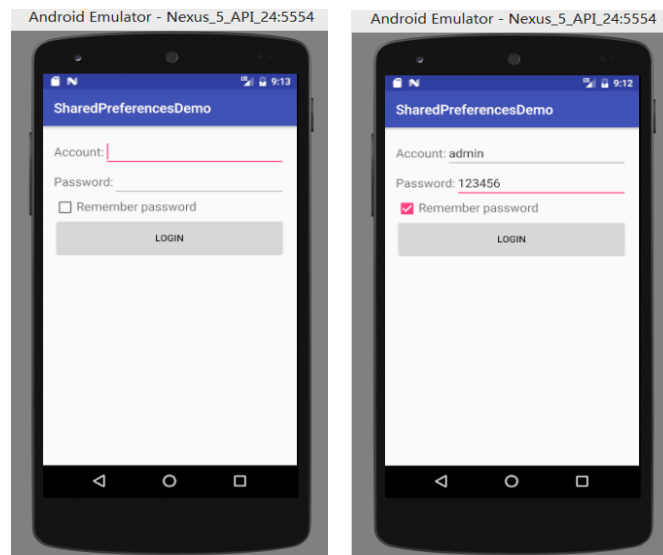 Android Emulator - Nexus_5_API_24:5554
9:13
SharedPreferencesDemo
Account:
Password:
Remember password
LOGIN
Android Emulator - Nexus_5_API_24:5554
9:12
SharedPreferencesDemo
Account: admin
Password: 123456
Remember password
LOGIN